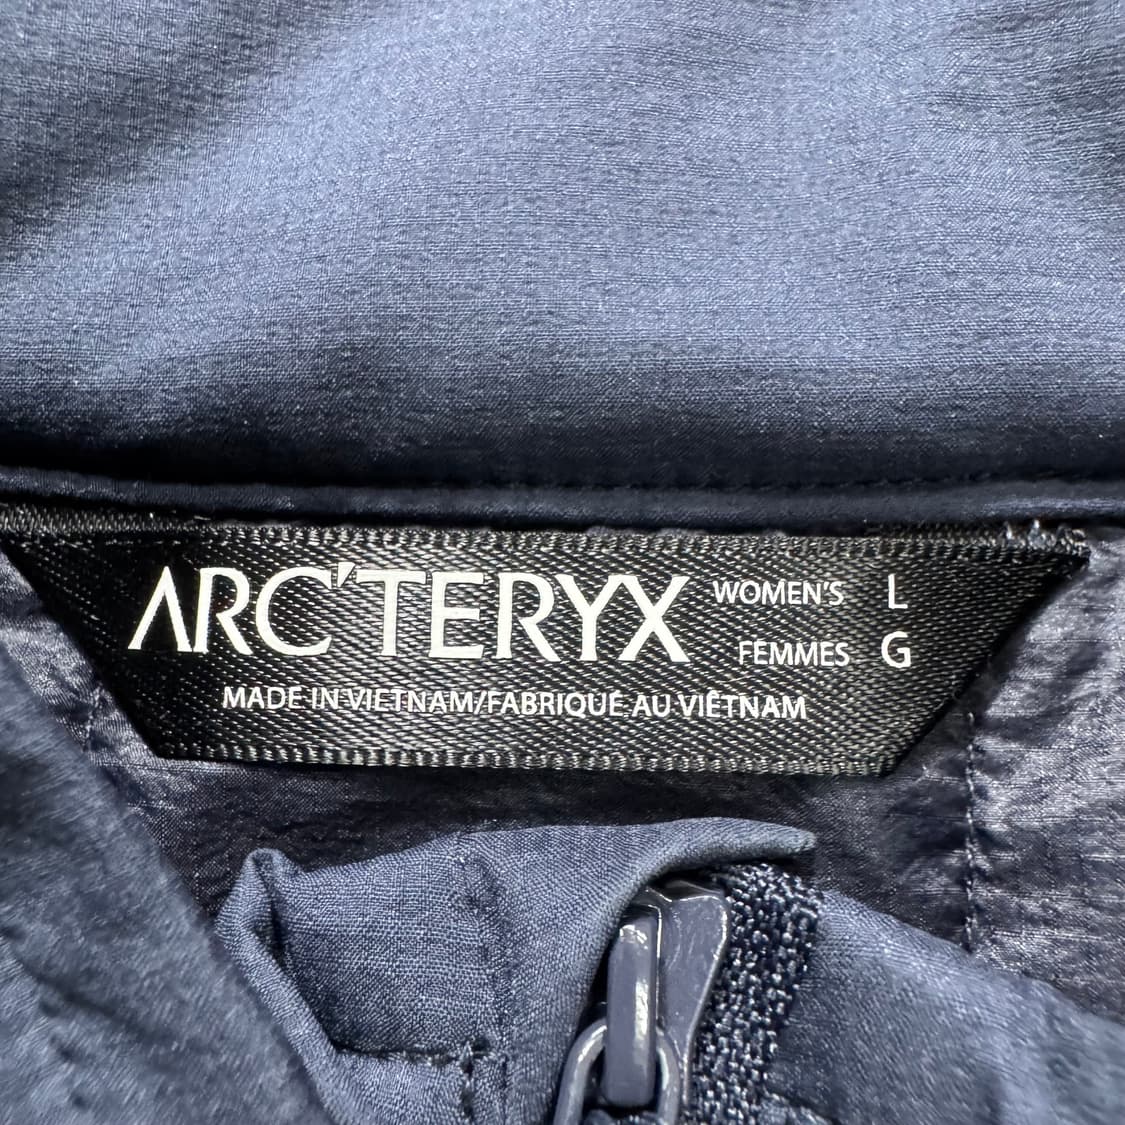 ARC'TERYX WOMEN'S L
FEMMES G
MADE IN VIETNAM/FABRIQUÉ AU VIÊTNAM